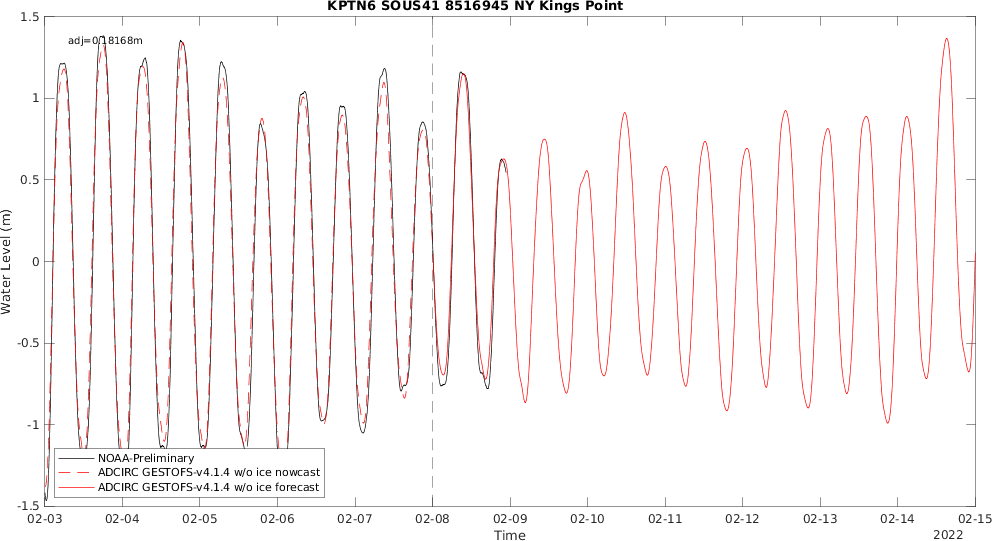 KPTN6 SOUS41 8516945 NY Kings Point
adj=0.18168m
1.5
1
0.5
0
-0.5
-1
-1.5
Water Level (m)
NOAA-Preliminary
ADCIRC GESTOFS-v4.1.4 w/o ice nowcast
ADCIRC GESTOFS-v4.1.4 w/o ice forecast
02-03 02-04 02-05 02-06 02-07 02-08 02-09 02-10 02-11 02-12 02-13 02-14 02-15
Time
2022